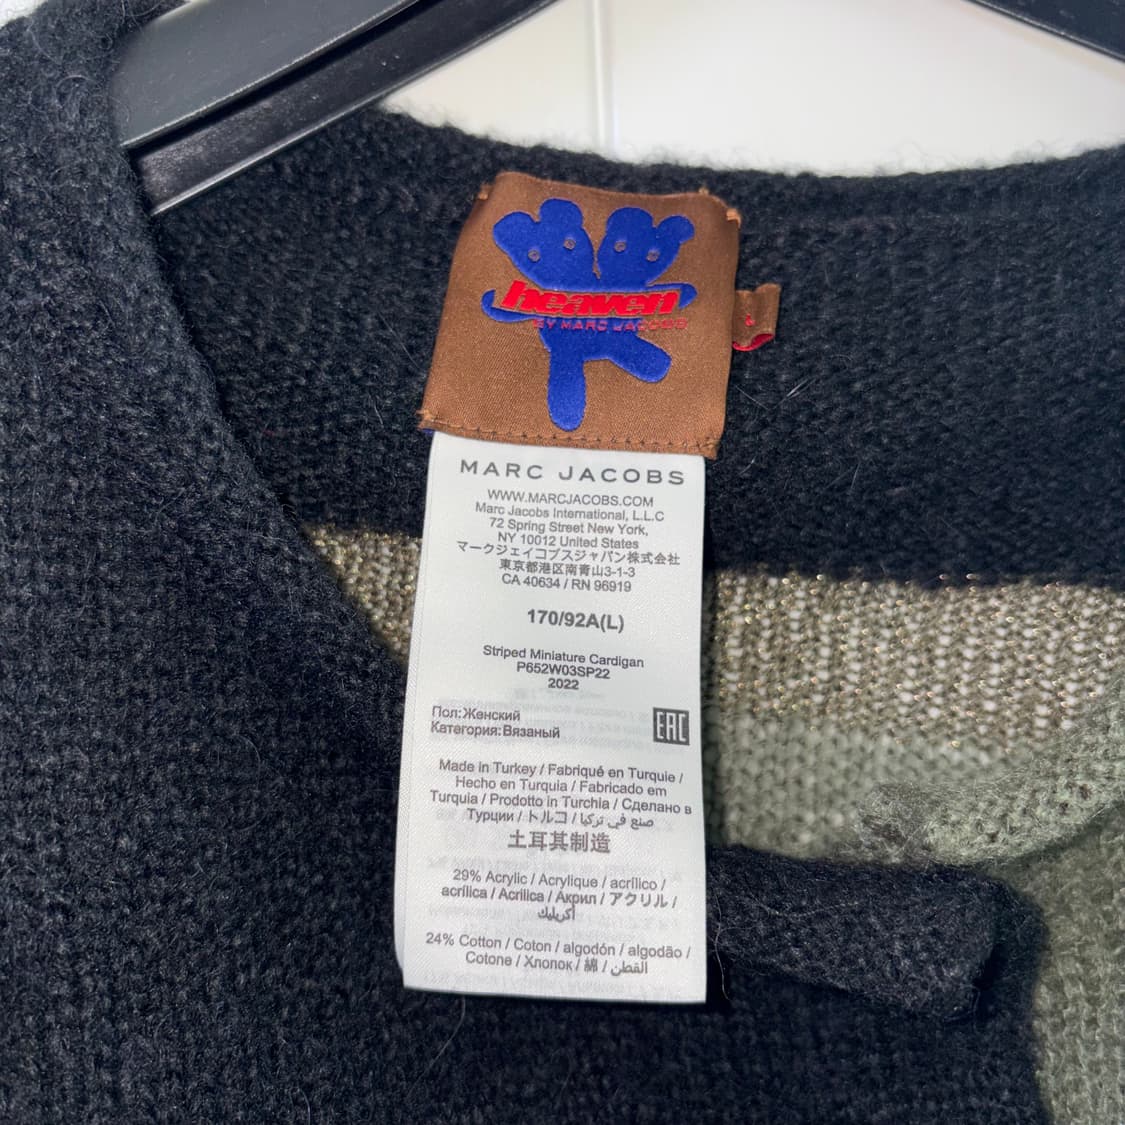 heaven
BY MARC JACOBS
L
MARC JACOBS
WWW.MARCJACOBS.COM
Marc Jacobs International, L.L.C
72 Spring Street New York,
NY 10012 United States
マークジェイコブスジャパン株式会社
東京都港区南青山3-1-3
CA 40634 / RN 96919
170/92A(L)
Striped Miniature Cardigan
P652W03SP22
2022
Пол:Женский
Категория:Вязаный
EAC
Made in Turkey / Fabriqué en Turquie /
Hecho en Turquia / Fabricado em
Turquia / Prodotto in Turchia / Сделано в
Турции / トルコ / صنع في تركيا
土耳其制造
29% Acrylic / Acrylique / acrílico /
acrílica / Acrilica / Акрил / アクリル /
أكريليك
24% Cotton / Coton / algodón / algodão /
Cotone / Хлопок / 綿 / القطن